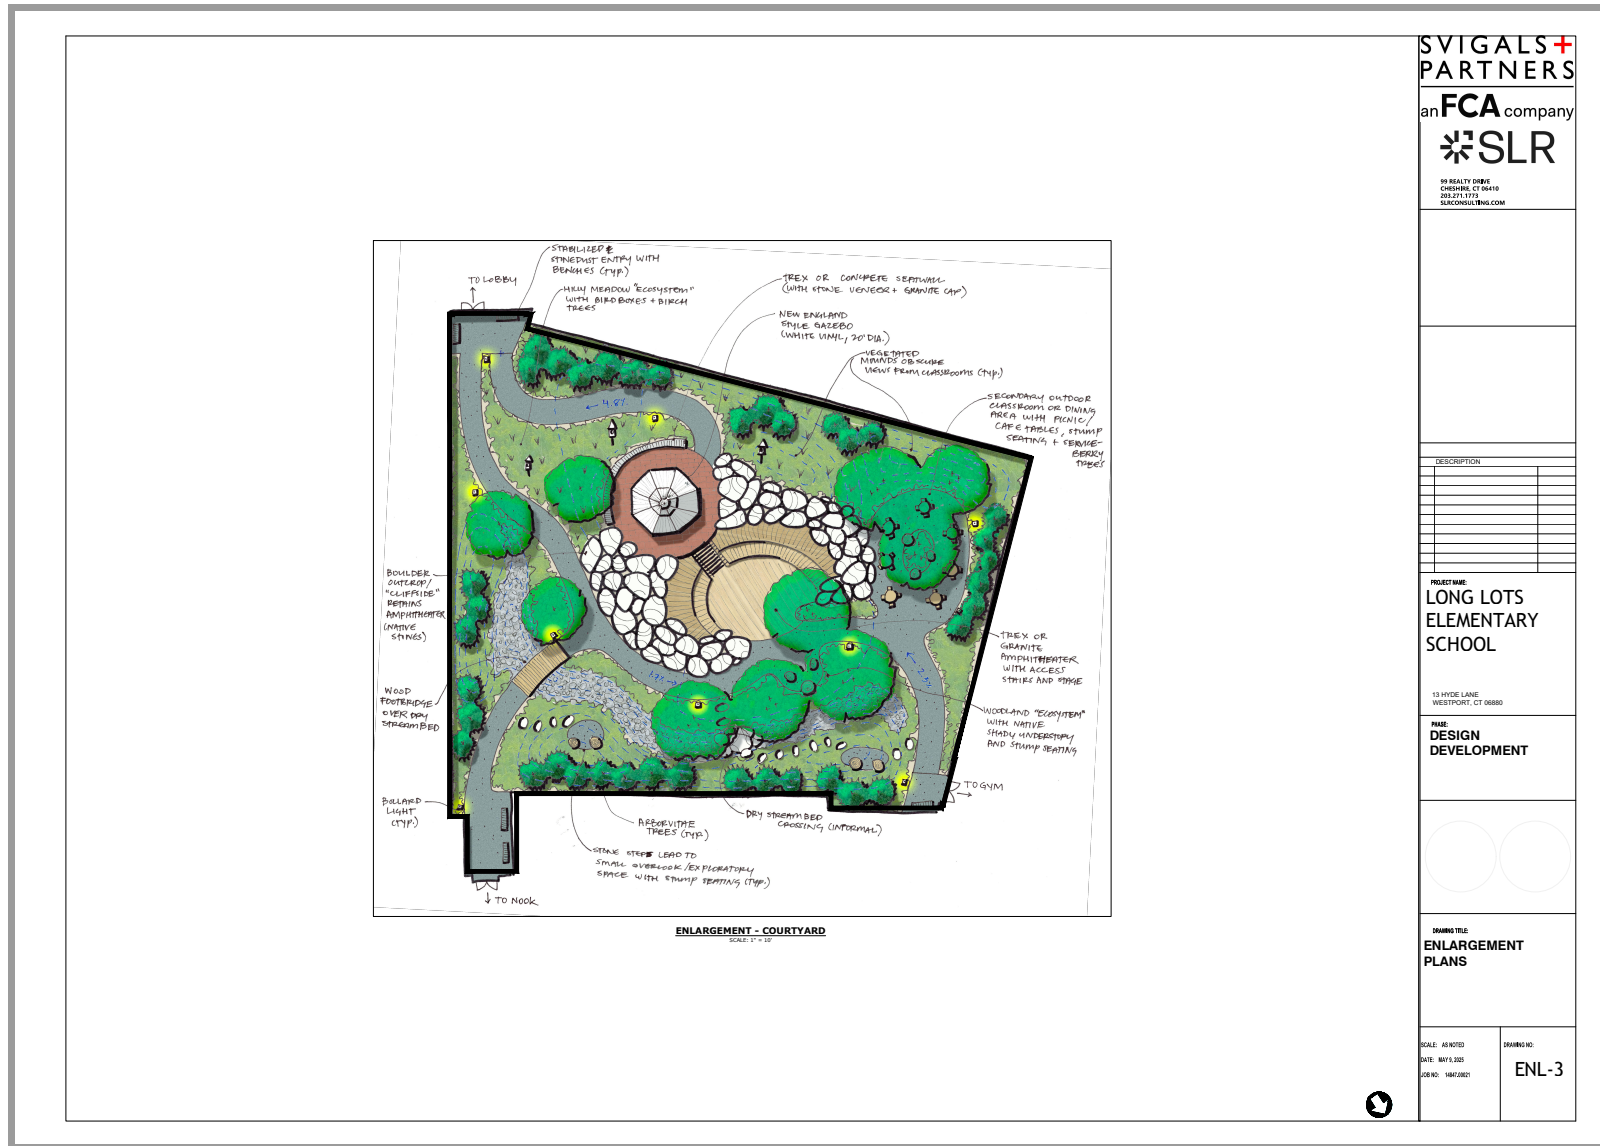 STABILIZED &
STONEDUST ENTRY WITH
BENCHES (TYP.)
TO LOBBY
HILLY MEADOW "ECOSYSTEM"
WITH BIRD BOXES + BIRCH
TREES
TREX OR CONCRETE SEATWALL
(WITH STONE VENEER + GRANITE CAP)
NEW ENGLAND
STYLE GAZEBO
(WHITE VINYL, 20' DIA.)
VEGETATED
MOUNDS OBSCURE
VIEWS FROM CLASSROOMS (TYP.)
SECONDARY OUTDOOR
CLASSROOM OR DINING
AREA WITH PICNIC/
CAFE TABLES, STUMP
SEATING + SERVICE-
BERRY
TREES
4.8%
BOULDER
OUTCROP/
"CLIFFSIDE"
RETAINS
AMPHITHEATER
(NATIVE
STONES)
TREX OR
GRANITE
AMPHITHEATER
WITH ACCESS
STAIRS AND STAGE
WOOD
FOOTBRIDGE
OVER DRY
STREAMBED
WOODLAND "ECOSYSTEM"
WITH NATIVE
SHADY UNDERSTORY
AND STUMP SEATING
TO GYM
BOLLARD
LIGHT
(TYP.)
ARBORVITAE
TREES (TYP.)
DRY STREAMBED
CROSSING (INFORMAL)
STONE STEPS LEAD TO
SMALL OVERLOOK/EXPLORATORY
SPACE WITH STUMP SEATING (TYP.)
TO NOOK
ENLARGEMENT - COURTYARD
SCALE: 1" = 10'
SVIGALS+
PARTNERS
an FCA company
SLR
99 REALTY DRIVE
CHESHIRE, CT 06410
203.271.1773
SLRCONSULTING.COM
DESCRIPTION
PROJECT NAME:
LONG LOTS
ELEMENTARY
SCHOOL
13 HYDE LANE
WESTPORT, CT 06880
PHASE:
DESIGN
DEVELOPMENT
DRAWING TITLE:
ENLARGEMENT
PLANS
SCALE: AS NOTED
DATE: MAY 9, 2025
JOB NO: 14847.00021
DRAWING NO:
ENL-3